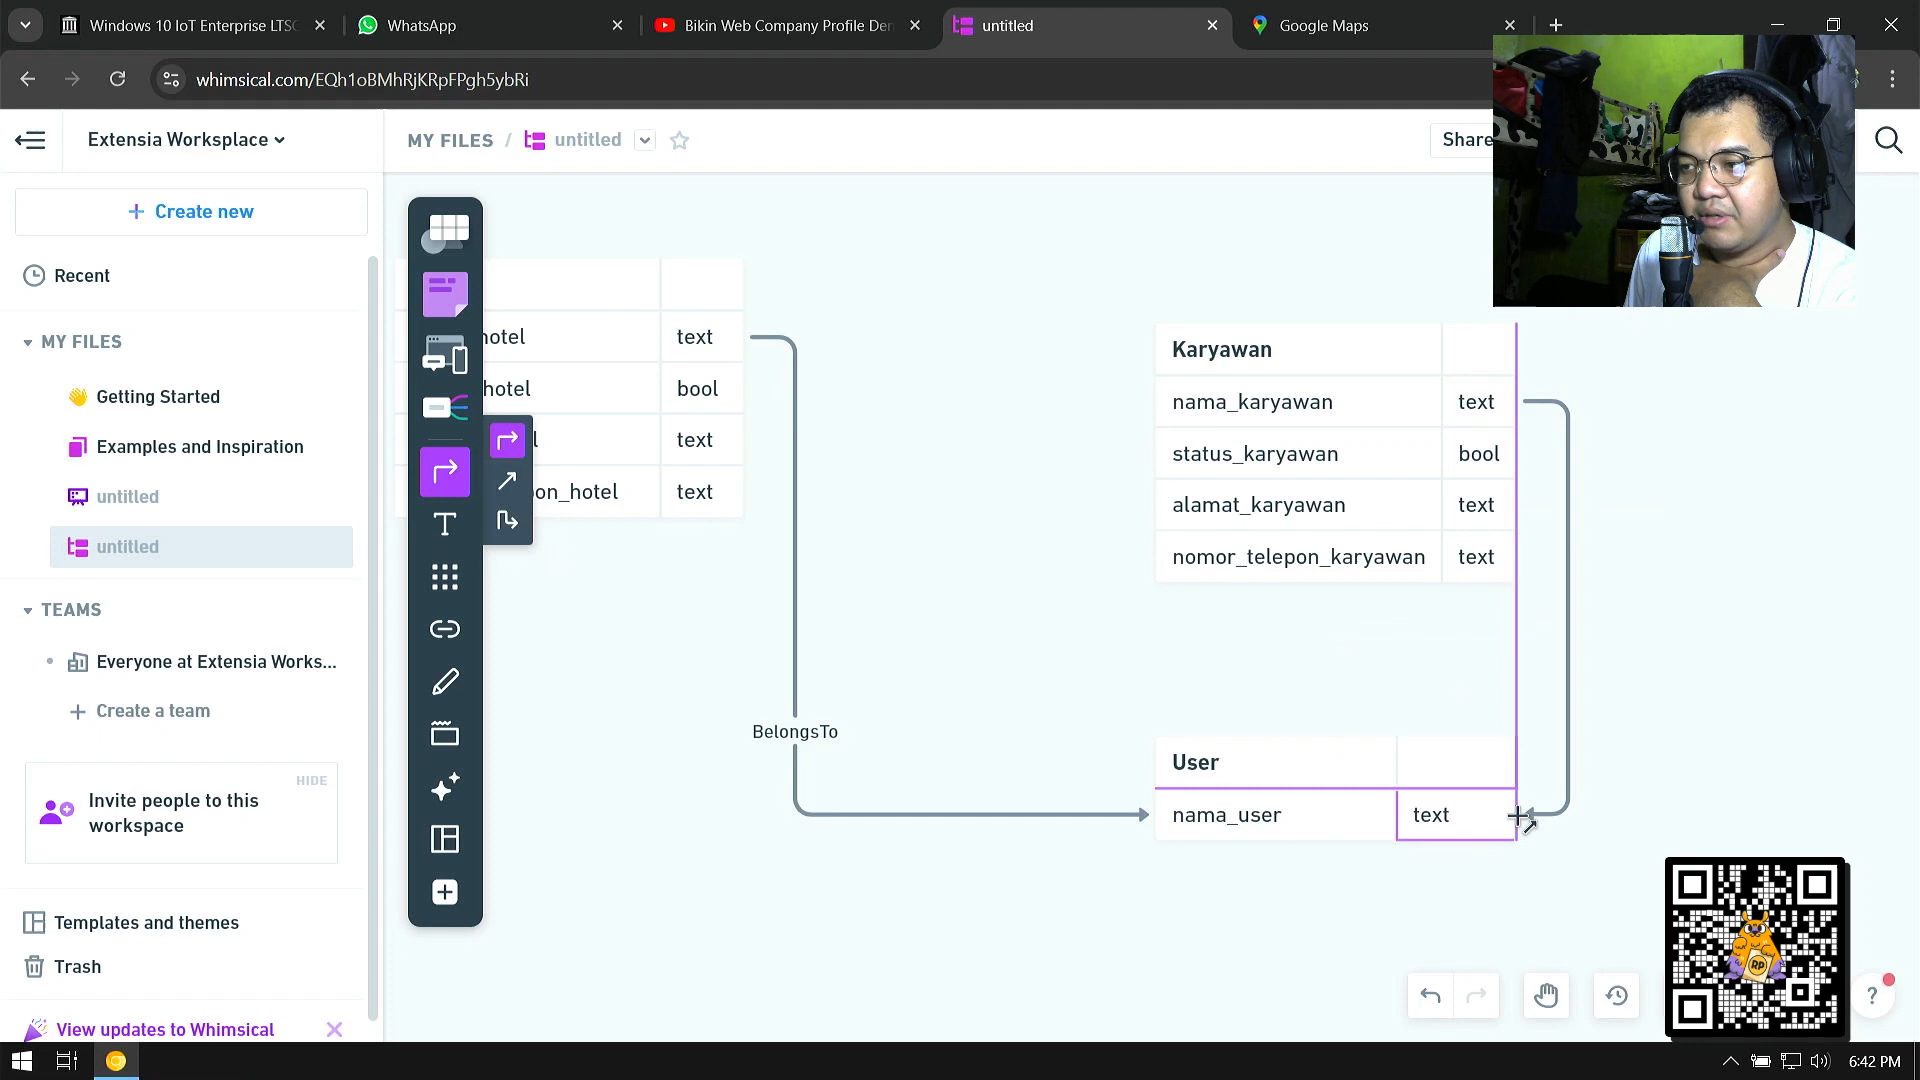 Windows 10 IoT Enterprise LTSC
WhatsApp
Bikin Web Company Profile Den
untitled
Google Maps
whimsical.com/EQh1oBMhRjKRpFPgh5ybRi
Extensia Worksplace
MY FILES / untitled
Share
Create new
Recent
MY FILES
Getting Started
Examples and Inspiration
untitled
untitled
TEAMS
Everyone at Extensia Works...
Create a team
HIDE
Invite people to this
workspace
Templates and themes
Trash
View updates to Whimsical
hotel text
hotel bool
l text
on_hotel text
BelongsTo
Karyawan
nama_karyawan text
status_karyawan bool
alamat_karyawan text
nomor_telepon_karyawan text
User
nama_user text
RP
?
6:42 PM